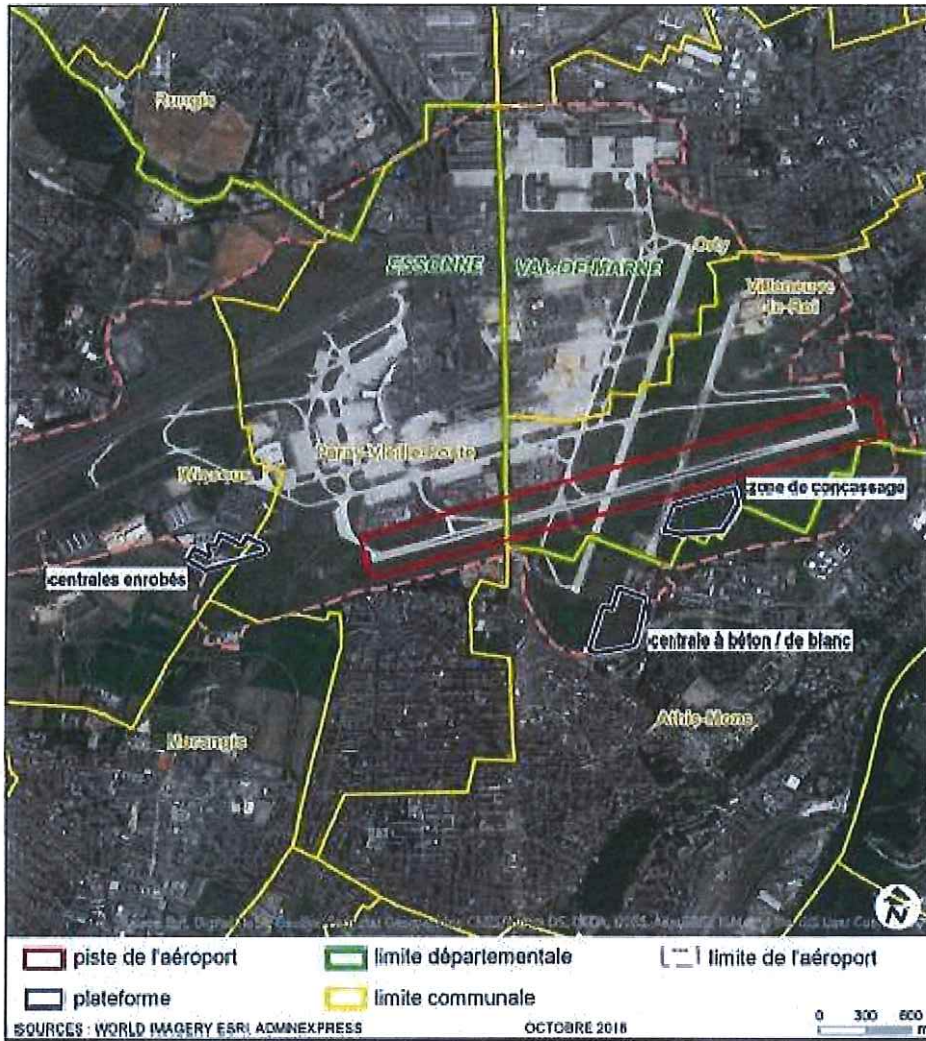 Rungis
ESSONNE VAL-DE-MARNE
Orly
Villeneuve
-le-Roi
Paray-Vieille-Poste
Wissous
zone de concassage
centrales enrobés
centrale à béton / de blanc
Athis-Mons
Morangis
N
piste de l'aéroport
limite départementale
limite de l'aéroport
plateforme
limite communale
SOURCES : WORLD IMAGERY ESRI, ADMINEXPRESS
OCTOBRE 2018
0 300 600
m